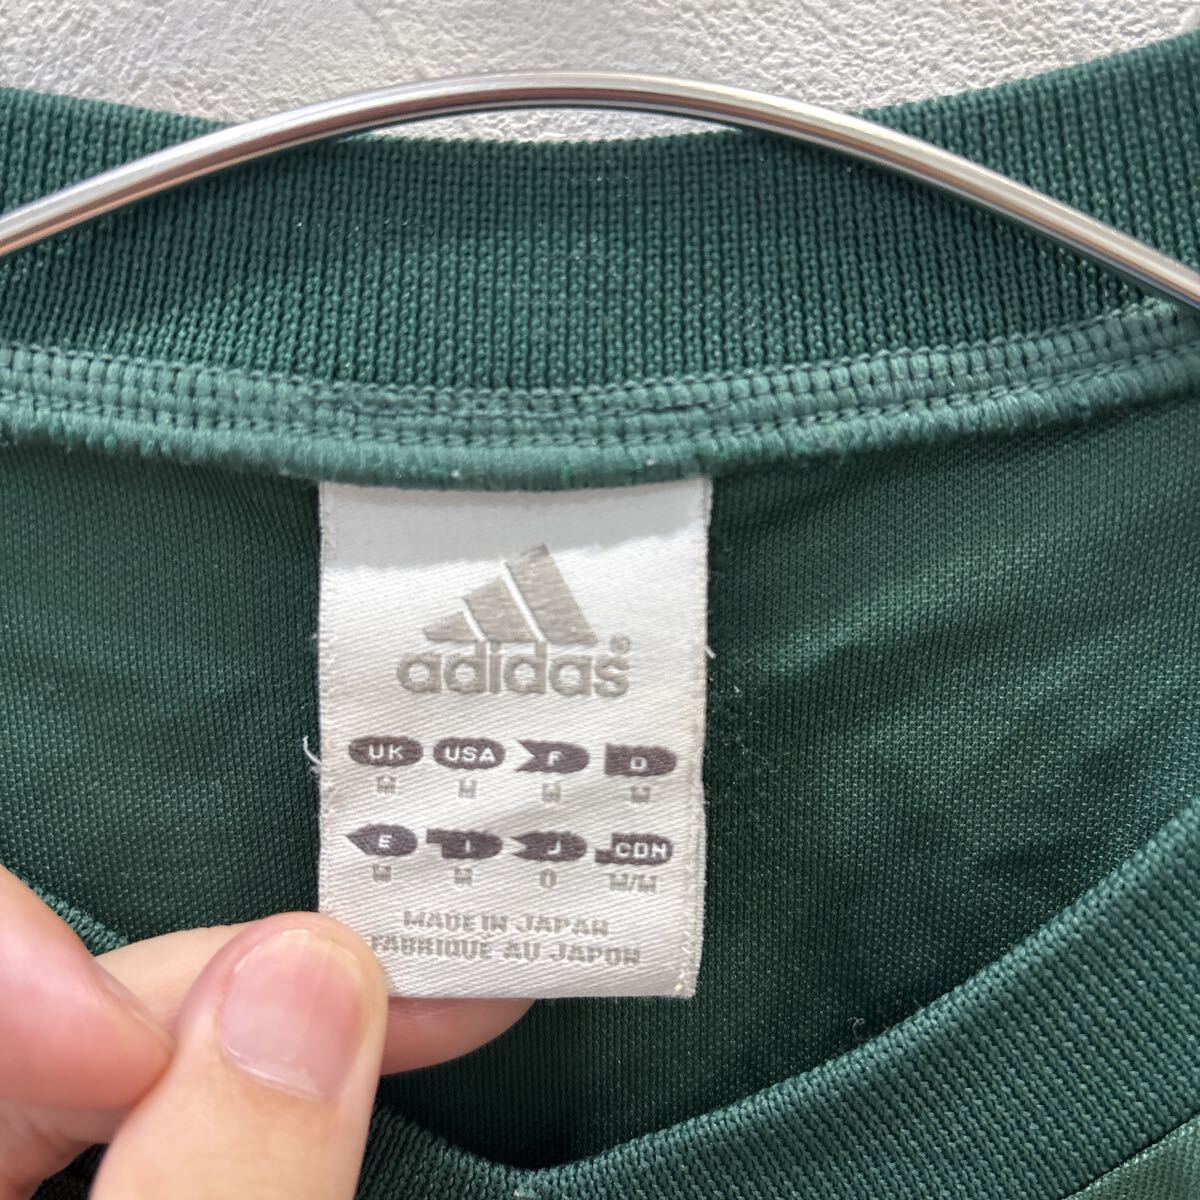 adidas®
UK USA F D
M M M M
E I J CDN
M M O M/M
MADE IN JAPAN
FABRIQUE AU JAPON